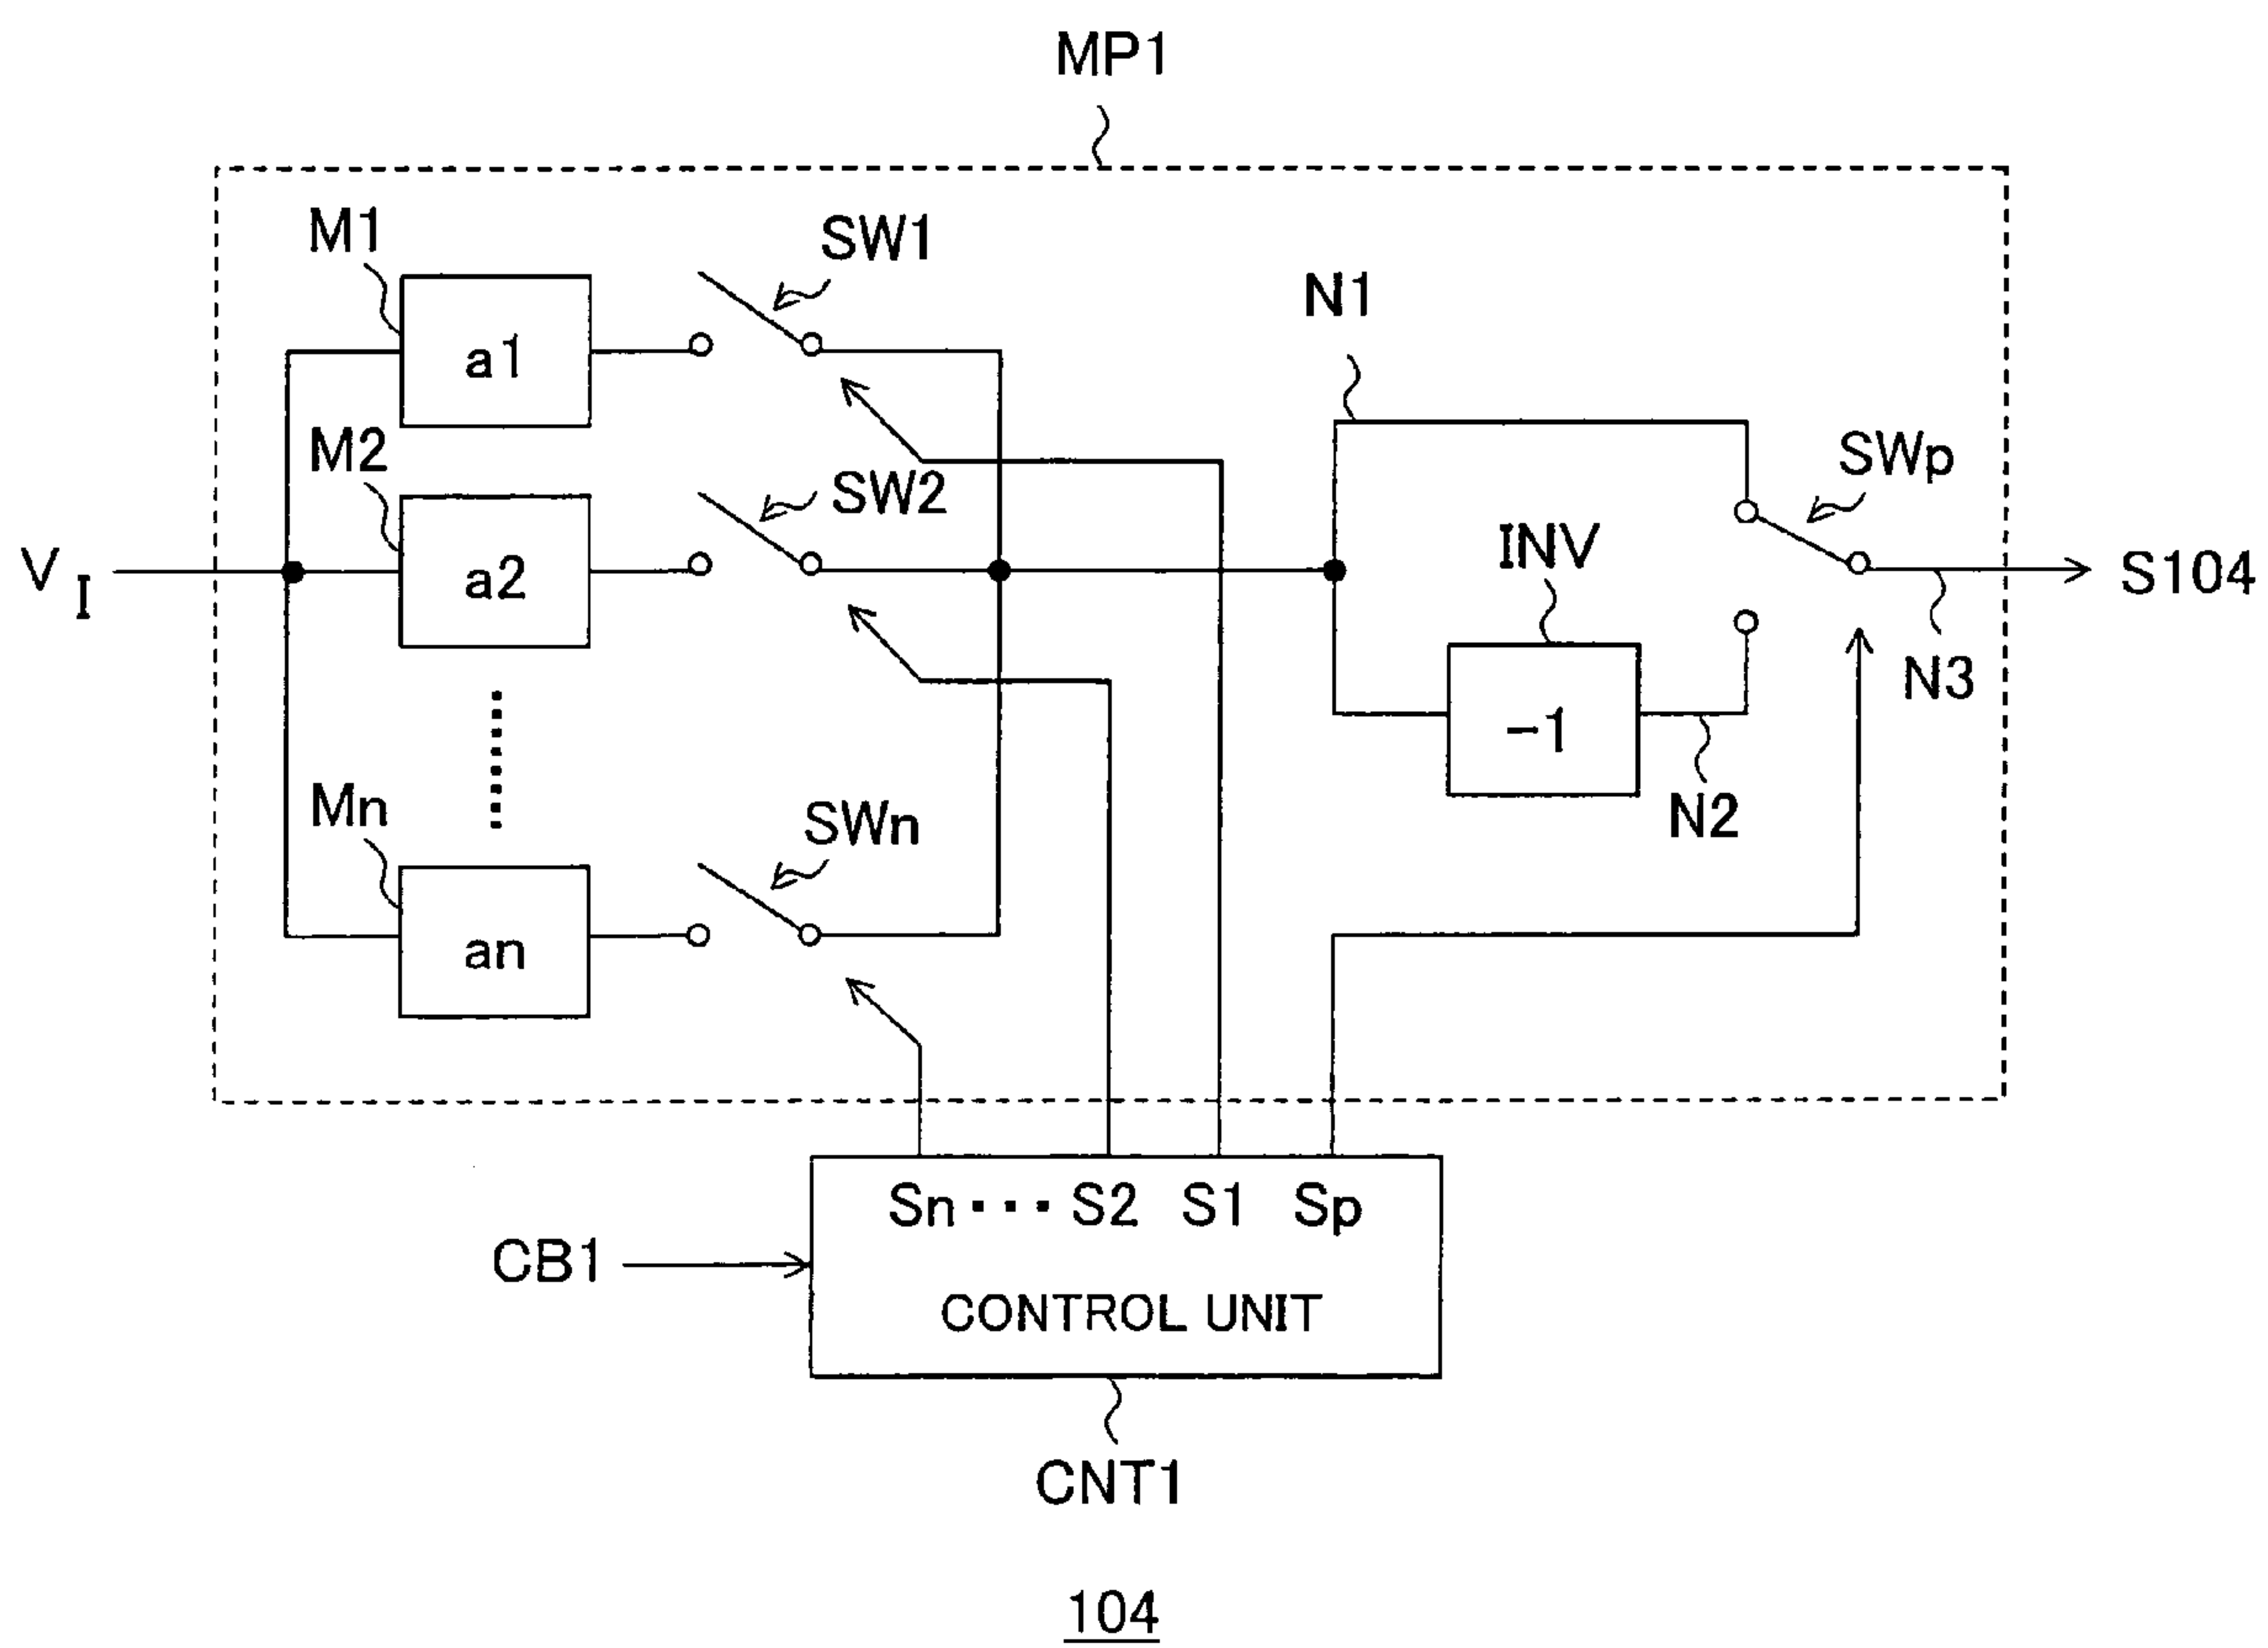 MP1
M1
SW1
a1
N1
M2
SW2
SWp
INV
V I
a2
S104
N3
-1
Mn
SWn
N2
an
Sn ··· S2 S1 Sp
CB1
CONTROL UNIT
CNT1
104